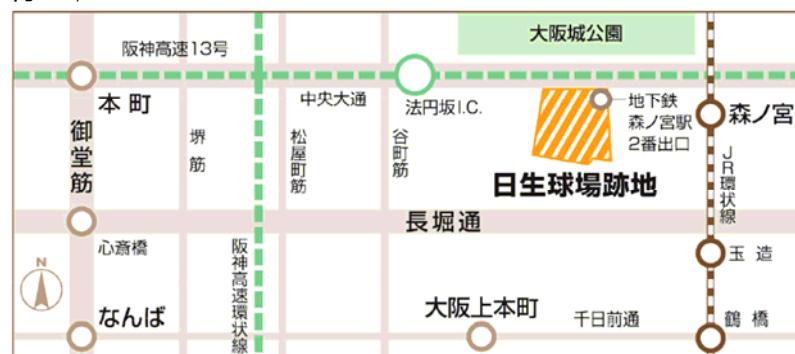 大阪城公園
阪神高速13号
本町
中央大通
法円坂I.C.
地下鉄
森ノ宮駅
2番出口
森ノ宮
御堂筋
堺筋
松屋町筋
谷町筋
JR環状線
日生球場跡地
長堀通
心斎橋
阪神高速環状線
玉造
N
なんば
大阪上本町
千日前通
鶴橋